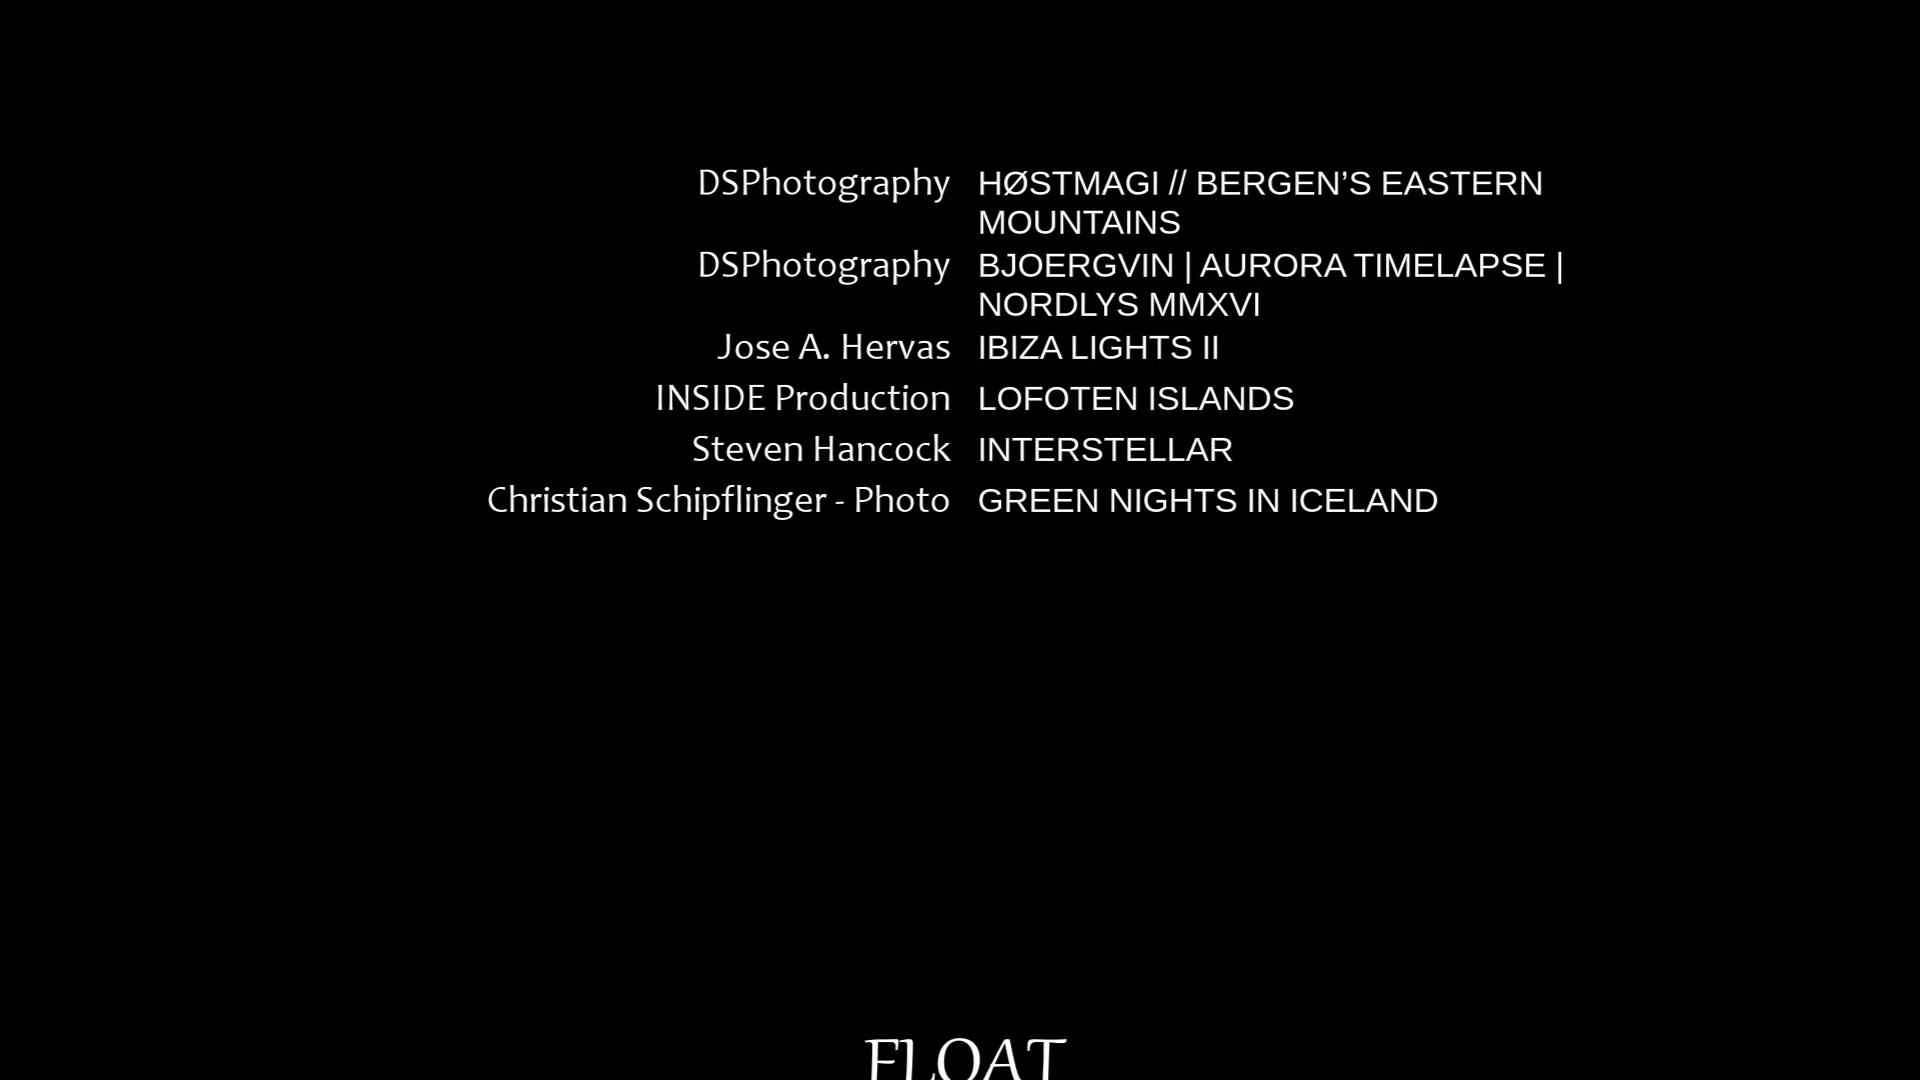 DSPhotography HØSTMAGI // BERGEN’S EASTERN
MOUNTAINS
DSPhotography BJOERGVIN | AURORA TIMELAPSE |
NORDLYS MMXVI
Jose A. Hervas IBIZA LIGHTS II
INSIDE Production LOFOTEN ISLANDS
Steven Hancock INTERSTELLAR
Christian Schipflinger - Photo GREEN NIGHTS IN ICELAND
FLOAT